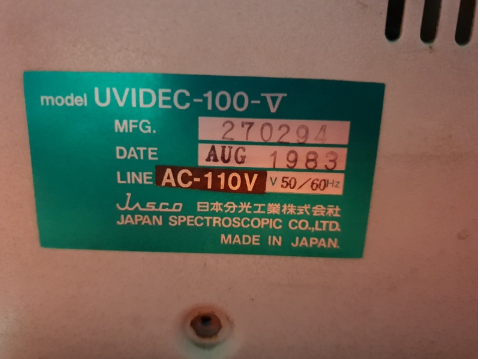 model UVIDEC-100-V
MFG. 270294
DATE AUG 1983
LINE AC-110V V 50/60Hz
Jasco 日本分光工業株式会社
JAPAN SPECTROSCOPIC CO.,LTD.
MADE IN JAPAN.